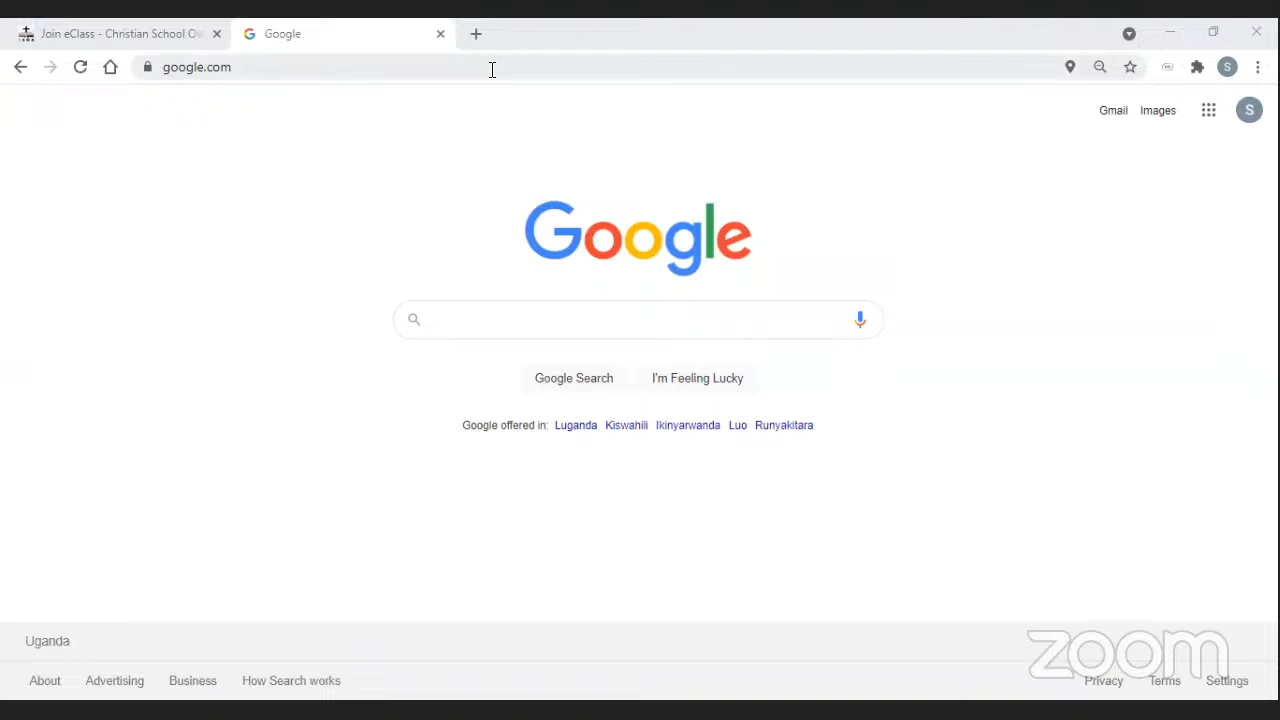 Join eClass - Christian School Ow
Google
google.com
S
Gmail Images
S
Google
Google Search I'm Feeling Lucky
Google offered in: Luganda Kiswahili Ikinyarwanda Luo Runyakitara
Uganda
zoom
About Advertising Business How Search works Privacy Terms Settings